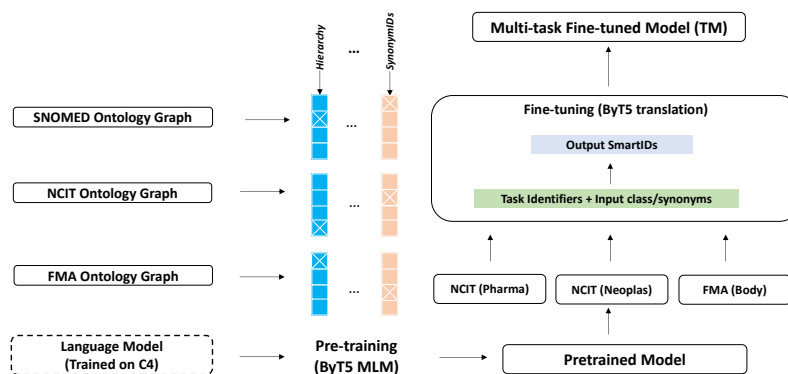 Hierarchy
...
SynonymIDs
SNOMED Ontology Graph
...
NCIT Ontology Graph
...
FMA Ontology Graph
...
Language Model
(Trained on C4)
Pre-training
(ByT5 MLM)
Multi-task Fine-tuned Model (TM)
Fine-tuning (ByT5 translation)
Output SmartIDs
Task Identifiers + Input class/synonyms
NCIT (Pharma)
NCIT (Neoplas)
FMA (Body)
Pretrained Model